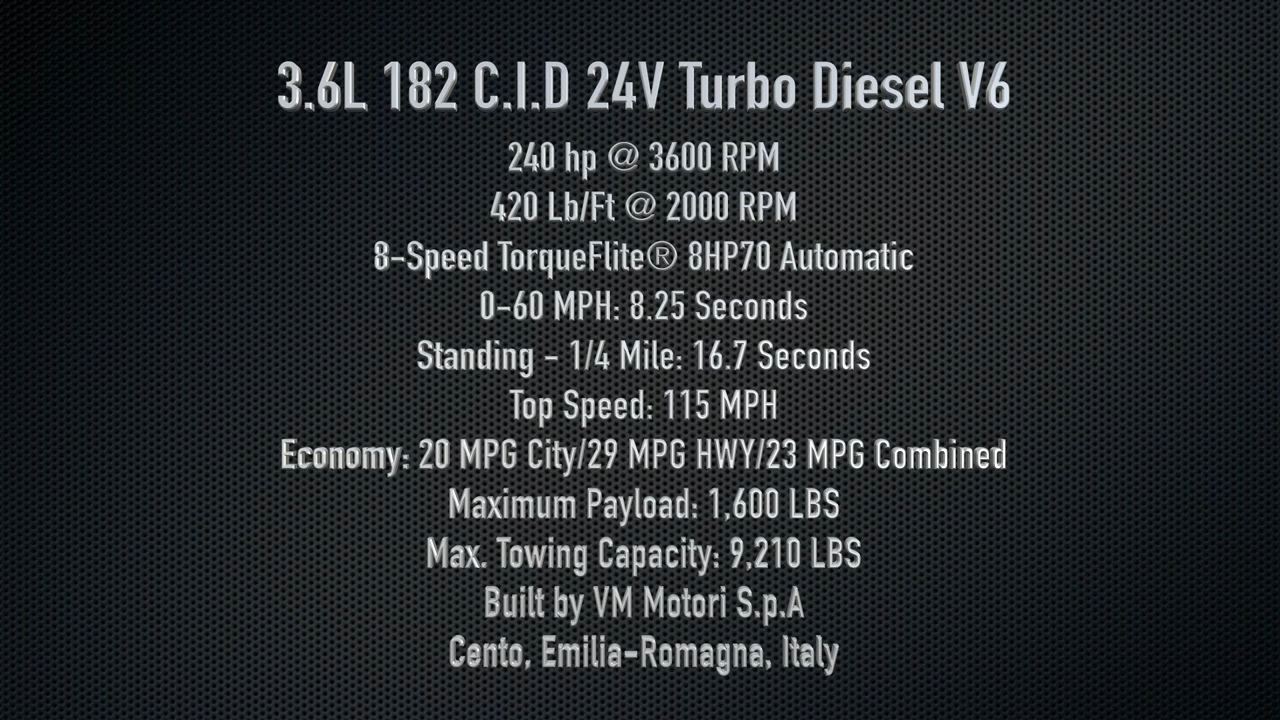 3.6L 182 C.I.D 24V Turbo Diesel V6
240 hp @ 3600 RPM
420 Lb/Ft @ 2000 RPM
8-Speed TorqueFlite® 8HP70 Automatic
0-60 MPH: 8.25 Seconds
Standing - 1/4 Mile: 16.7 Seconds
Top Speed: 115 MPH
Economy: 20 MPG City/29 MPG HWY/23 MPG Combined
Maximum Payload: 1,600 LBS
Max. Towing Capacity: 9,210 LBS
Built by VM Motori S.p.A
Cento, Emilia-Romagna, Italy